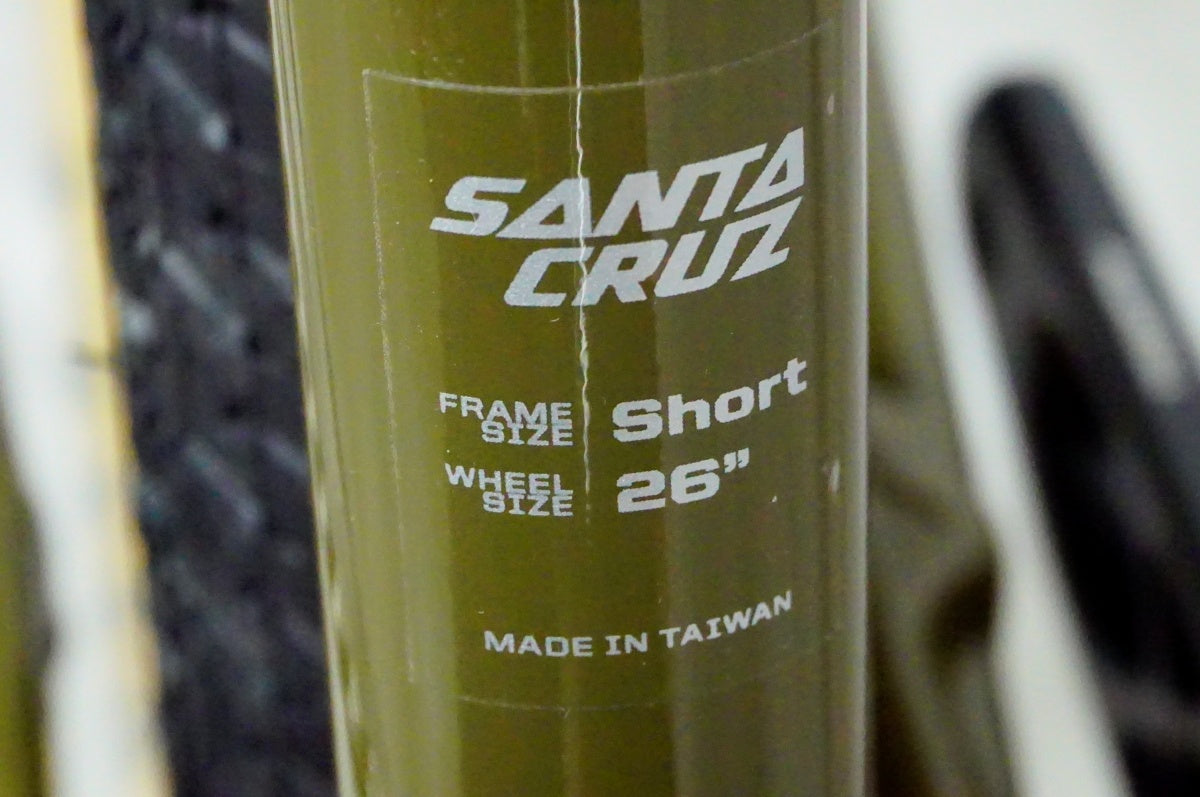 SANTA
CRUZ
FRAME
SIZE
Short
WHEEL
SIZE
26”
MADE IN TAIWAN